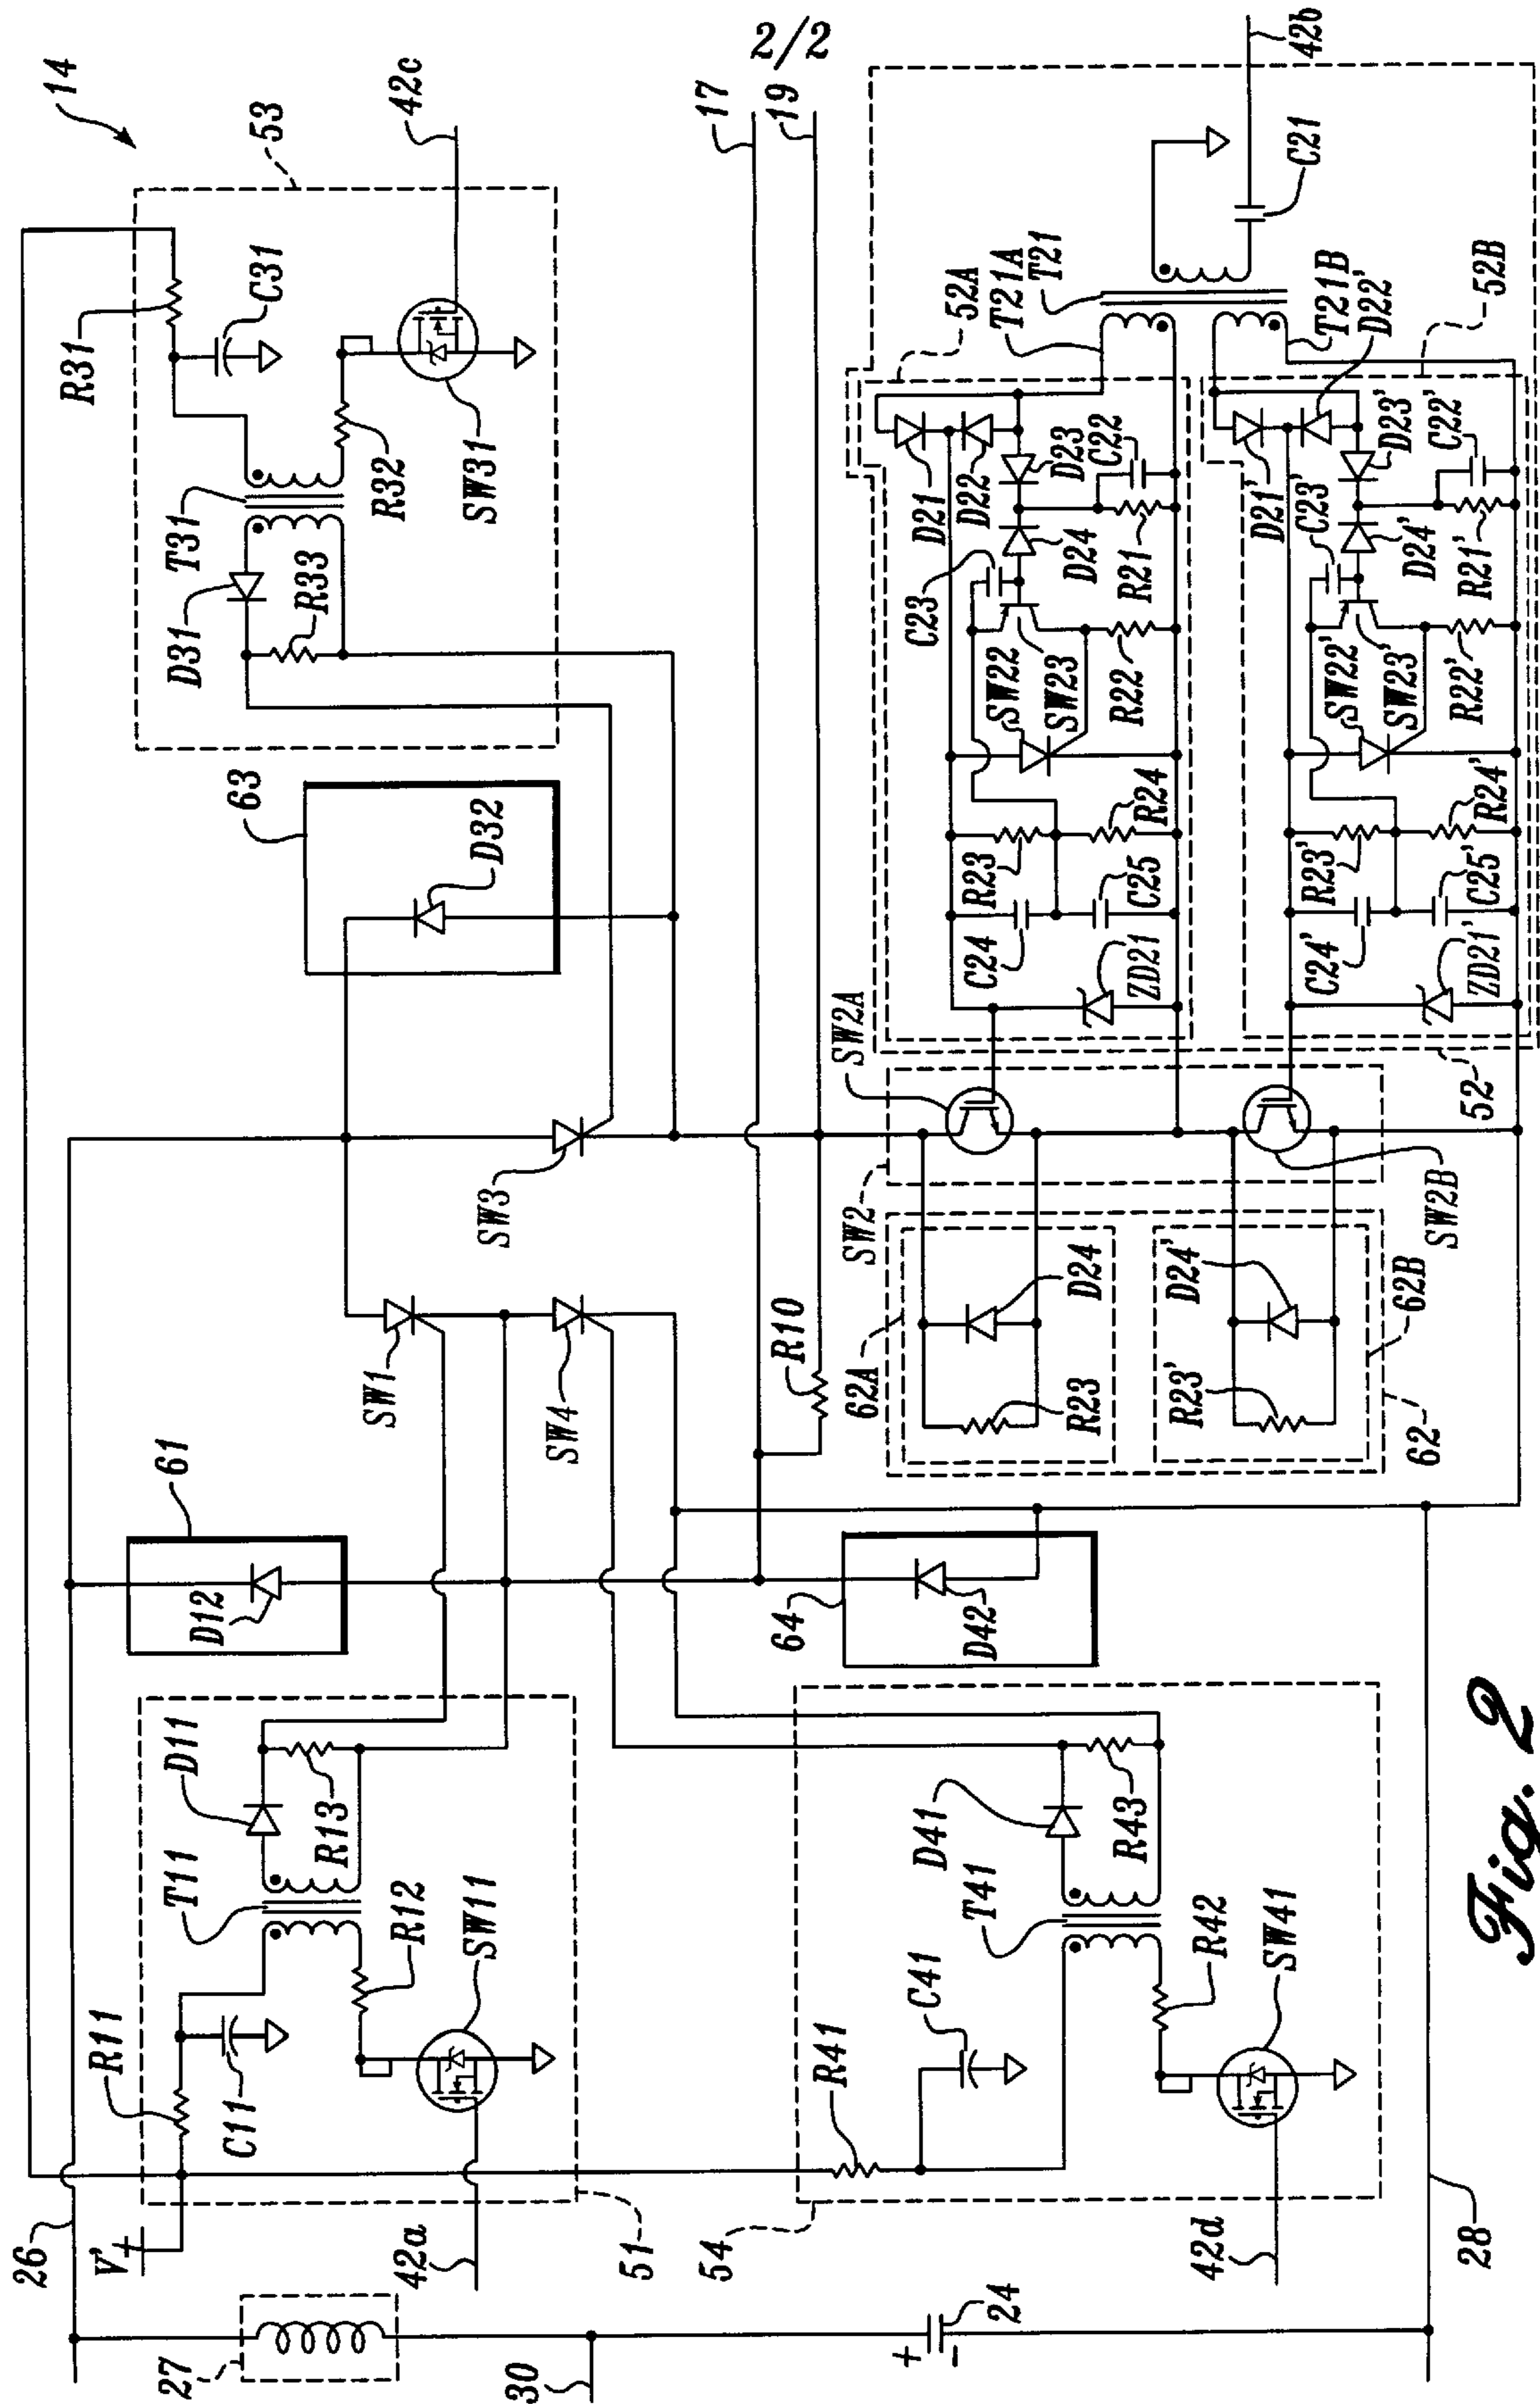 2/2
14
26
V'+
R11
C11
T11
D11
R13
R12
SW11
42a
51
27
30
24
28
61
D12
SW1
SW4
SW3
63
D32
53
R31
C31
T31
D31
R33
R32
SW31
42c
17
19
R10
64
D42
54
R41
C41
T41
D41
R43
R42
SW41
42d
SW2
SW2A
SW2B
62A
D24
R23
62B
D24'
R23'
62
52
52A
T21A
T21
D21
D22
D23
C22
C23
D24
R21
SW22
SW23
R22
R23
R24
C24
C25
ZD21
C21
42b
52B
T21B
D22'
D21'
D23'
C22'
C23'
D24'
R21'
SW22'
SW23'
R22'
R23'
R24'
C24'
C25'
ZD21'
+
-
Fig. 2